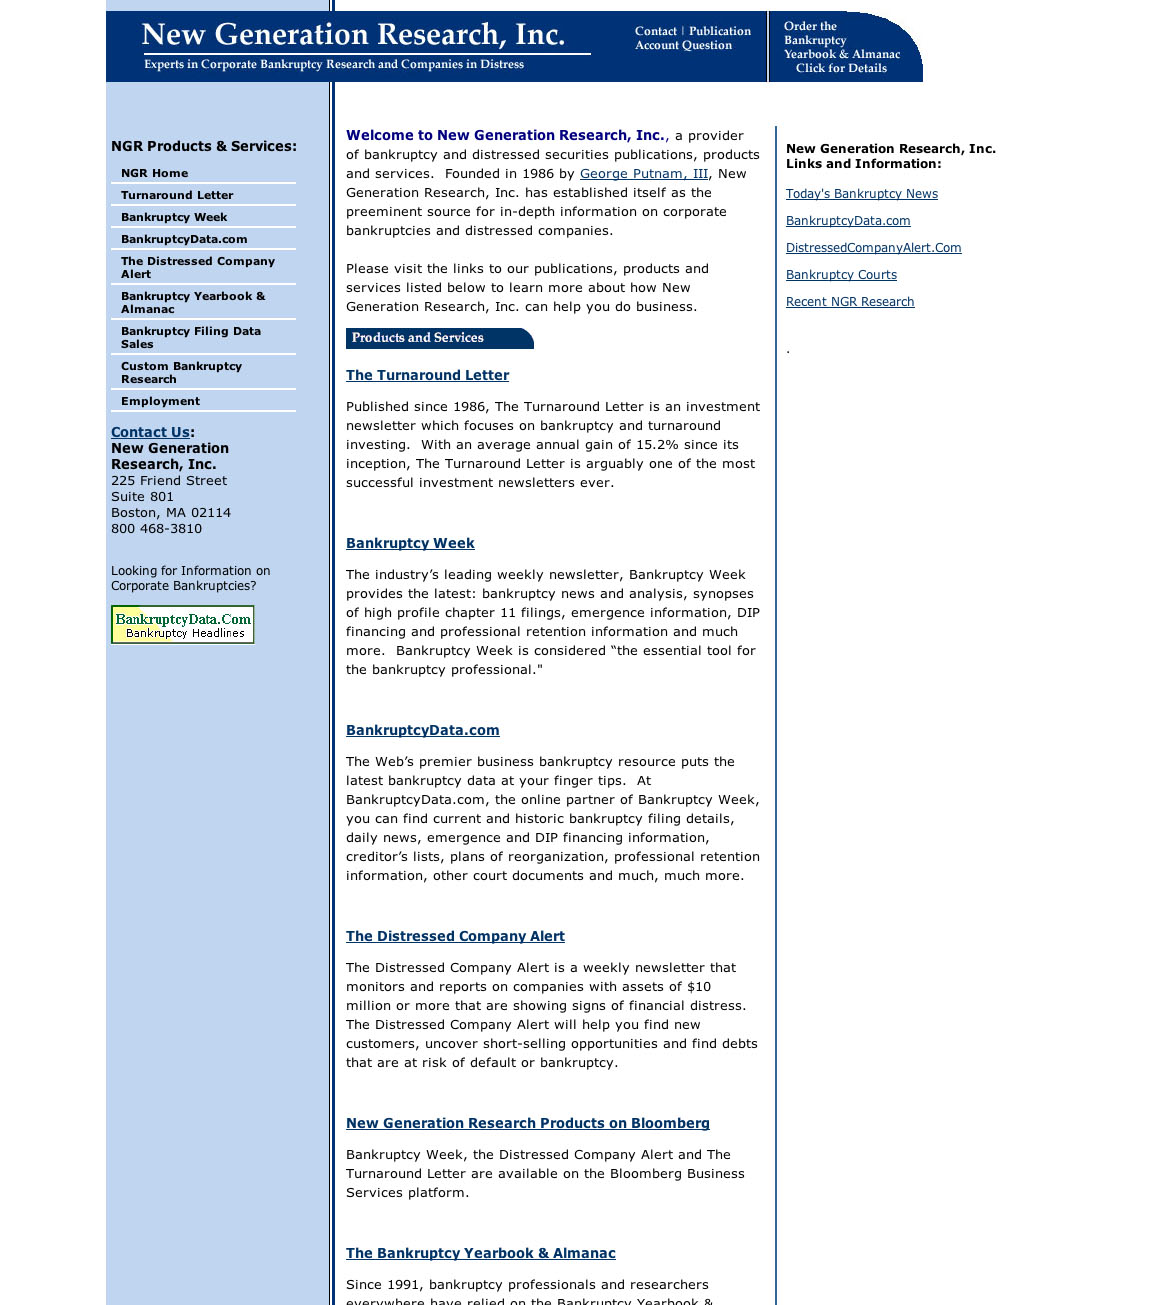 New Generation Research, Inc.
Experts in Corporate Bankruptcy Research and Companies in Distress
Contact | Publication
Account Question
Order the
Bankruptcy
Yearbook & Almanac
Click for Details
NGR Products & Services:
NGR Home
Turnaround Letter
Bankruptcy Week
BankruptcyData.com
The Distressed Company
Alert
Bankruptcy Yearbook &
Almanac
Bankruptcy Filing Data
Sales
Custom Bankruptcy
Research
Employment
Contact Us:
New Generation
Research, Inc.
225 Friend Street
Suite 801
Boston, MA 02114
800 468-3810
Looking for Information on
Corporate Bankruptcies?
BankruptcyData.Com
Bankruptcy Headlines
Welcome to New Generation Research, Inc., a provider
of bankruptcy and distressed securities publications, products
and services.  Founded in 1986 by George Putnam, III, New
Generation Research, Inc. has established itself as the
preeminent source for in-depth information on corporate
bankruptcies and distressed companies.
Please visit the links to our publications, products and
services listed below to learn more about how New
Generation Research, Inc. can help you do business.
Products and Services
The Turnaround Letter
Published since 1986, The Turnaround Letter is an investment
newsletter which focuses on bankruptcy and turnaround
investing.  With an average annual gain of 15.2% since its
inception, The Turnaround Letter is arguably one of the most
successful investment newsletters ever.
Bankruptcy Week
The industry’s leading weekly newsletter, Bankruptcy Week
provides the latest: bankruptcy news and analysis, synopses
of high profile chapter 11 filings, emergence information, DIP
financing and professional retention information and much
more.  Bankruptcy Week is considered “the essential tool for
the bankruptcy professional."
BankruptcyData.com
The Web’s premier business bankruptcy resource puts the
latest bankruptcy data at your finger tips.  At
BankruptcyData.com, the online partner of Bankruptcy Week,
you can find current and historic bankruptcy filing details,
daily news, emergence and DIP financing information,
creditor’s lists, plans of reorganization, professional retention
information, other court documents and much, much more.
The Distressed Company Alert
The Distressed Company Alert is a weekly newsletter that
monitors and reports on companies with assets of $10
million or more that are showing signs of financial distress.
The Distressed Company Alert will help you find new
customers, uncover short-selling opportunities and find debts
that are at risk of default or bankruptcy.
New Generation Research Products on Bloomberg
Bankruptcy Week, the Distressed Company Alert and The
Turnaround Letter are available on the Bloomberg Business
Services platform.
The Bankruptcy Yearbook & Almanac
Since 1991, bankruptcy professionals and researchers
everywhere have relied on the Bankruptcy Yearbook &
New Generation Research, Inc.
Links and Information:
Today's Bankruptcy News
BankruptcyData.com
DistressedCompanyAlert.Com
Bankruptcy Courts
Recent NGR Research
.